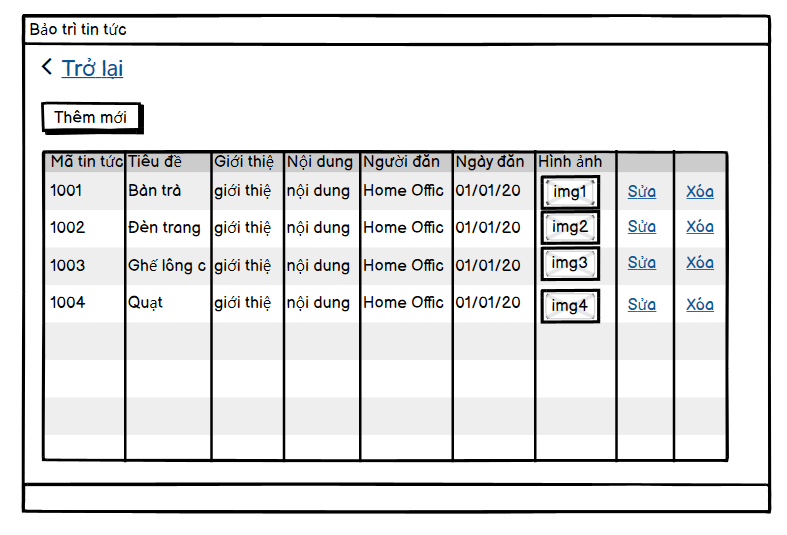 Bảo trì tin tức
Trở lại
Thêm mới
Mã tin tức Tiêu đề Giới thiệ Nội dung Người đăn Ngày đăn Hình ảnh
1001 Bàn trà giới thiệ nội dung Home Offic 01/01/20 img1 Sửa Xóa
1002 Đèn trang giới thiệ nội dung Home Offic 01/01/20 img2 Sửa Xóa
1003 Ghế lông c giới thiệ nội dung Home Offic 01/01/20 img3 Sửa Xóa
1004 Quạt giới thiệ nội dung Home Offic 01/01/20 img4 Sửa Xóa